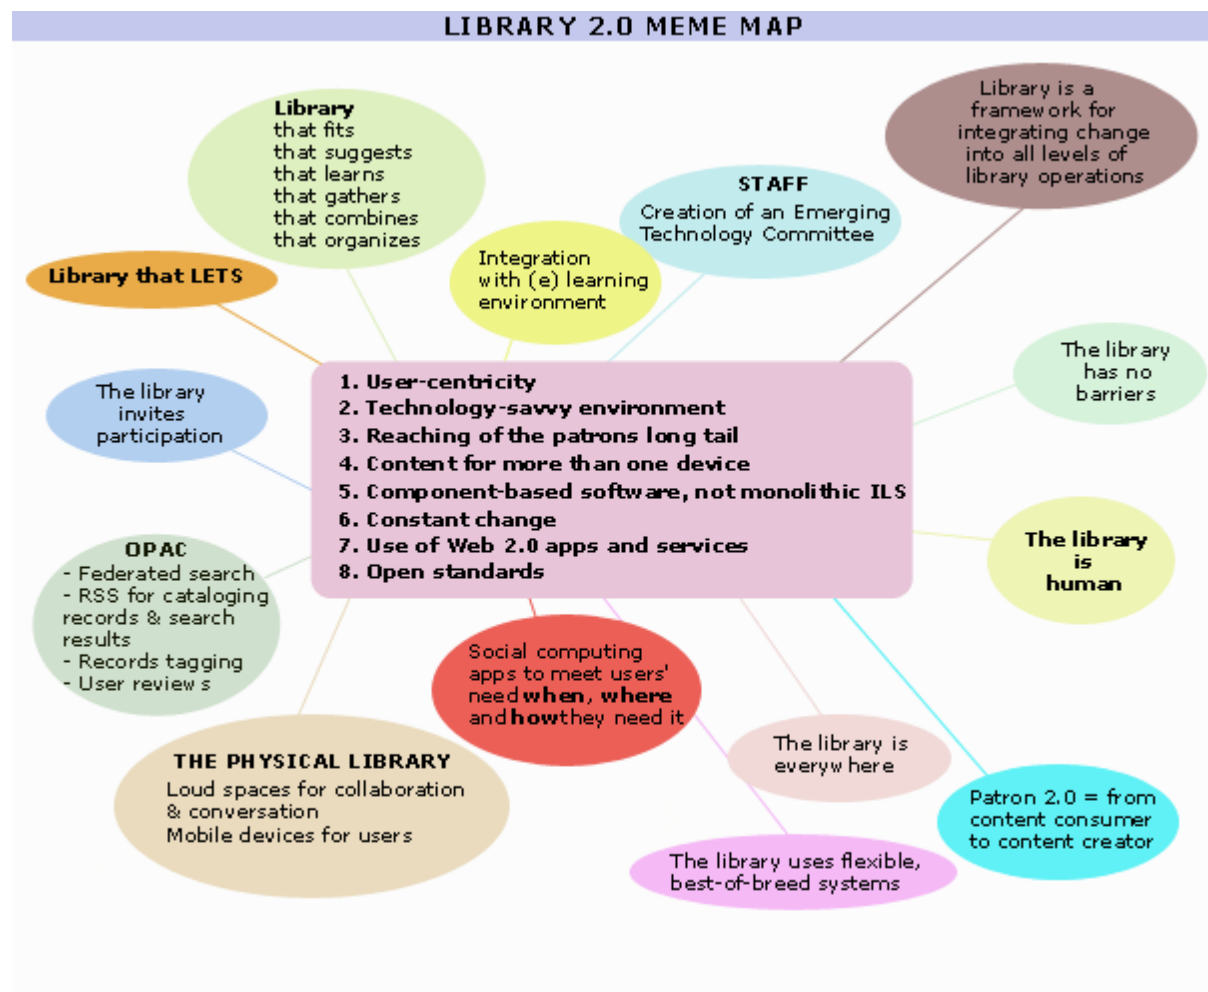 LIBRARY 2.0 MEME MAP
Library
that fits
that suggests
that learns
that gathers
that combines
that organizes
Library is a
framework for
integrating change
into all levels of
library operations
STAFF
Creation of an Emerging
Technology Committee
Integration
with (e) learning
environment
Library that LETS
The library
invites
participation
The library
has no
barriers
1. User-centricity
2. Technology-savvy environment
3. Reaching of the patrons long tail
4. Content for more than one device
5. Component-based software, not monolithic ILS
6. Constant change
7. Use of Web 2.0 apps and services
8. Open standards
The library
is
human
OPAC
- Federated search
- RSS for cataloging
records & search
results
- Records tagging
- User reviews
Social computing
apps to meet users'
need when, where
and how they need it
THE PHYSICAL LIBRARY
Loud spaces for collaboration
& conversation
Mobile devices for users
The library is
everywhere
Patron 2.0 = from
content consumer
to content creator
The library uses flexible,
best-of-breed systems